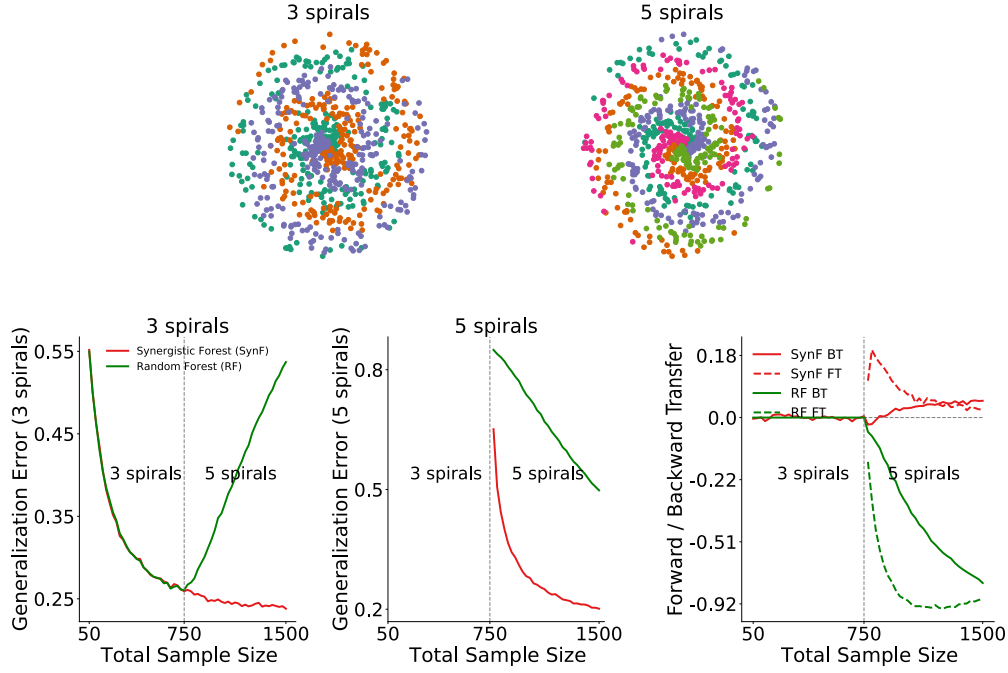 3 spirals
5 spirals
3 spirals
Generalization Error (3 spirals)
Synergistic Forest (SynF)
Random Forest (RF)
0.55
0.45
0.35
0.25
3 spirals
5 spirals
50
750
1500
Total Sample Size
5 spirals
Generalization Error (5 spirals)
0.8
0.5
0.2
3 spirals
5 spirals
50
750
1500
Total Sample Size
Forward / Backward Transfer
SynF BT
SynF FT
RF BT
RF FT
0.18
0.0
-0.22
-0.51
-0.92
3 spirals
5 spirals
50
750
1500
Total Sample Size